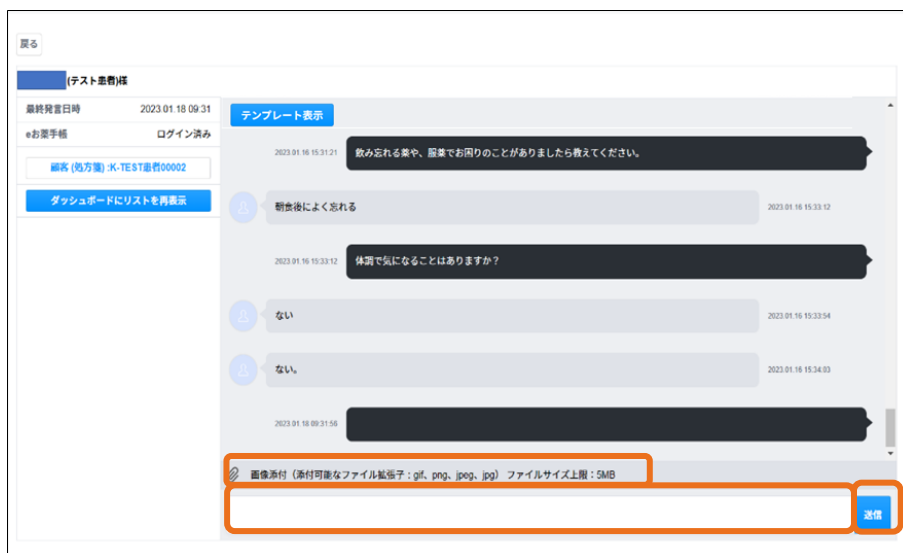 戻る
(テスト患者)様
最終発言日時 2023.01.18 09:31
eお薬手帳 ログイン済み
顧客 (処方箋) :K-TEST患者00002
ダッシュボードにリストを再表示
テンプレート表示
2023.01.16 15:31:21 飲み忘れる薬や、服薬でお困りのことがありましたら教えてください。
朝食後によく忘れる 2023.01.16 15:33:12
2023.01.16 15:33:12 体調で気になることはありますか？
ない 2023.01.16 15:33:54
ない。 2023.01.16 15:34:03
2023.01.18 09:31:56
画像添付（添付可能なファイル拡張子：gif、png、jpeg、jpg） ファイルサイズ上限：5MB
送信